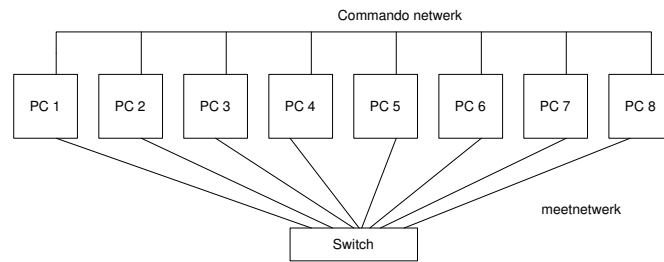 Commando netwerk
PC 1 PC 2 PC 3 PC 4 PC 5 PC 6 PC 7 PC 8
meetnetwerk
Switch